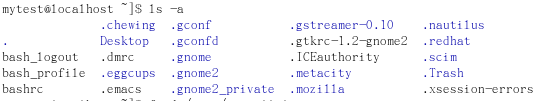 mytest@localhost ~]$ ls -a
.chewing .gconf .gstreamer-0.10 .nautilus
. Desktop .gconfd .gtkrc-1.2-gnome2 .redhat
bash_logout .dmrc .gnome .ICEauthority .scim
bash_profile .eggcups .gnome2 .metacity .Trash
bashrc .emacs .gnome2_private .mozilla .xsession-errors